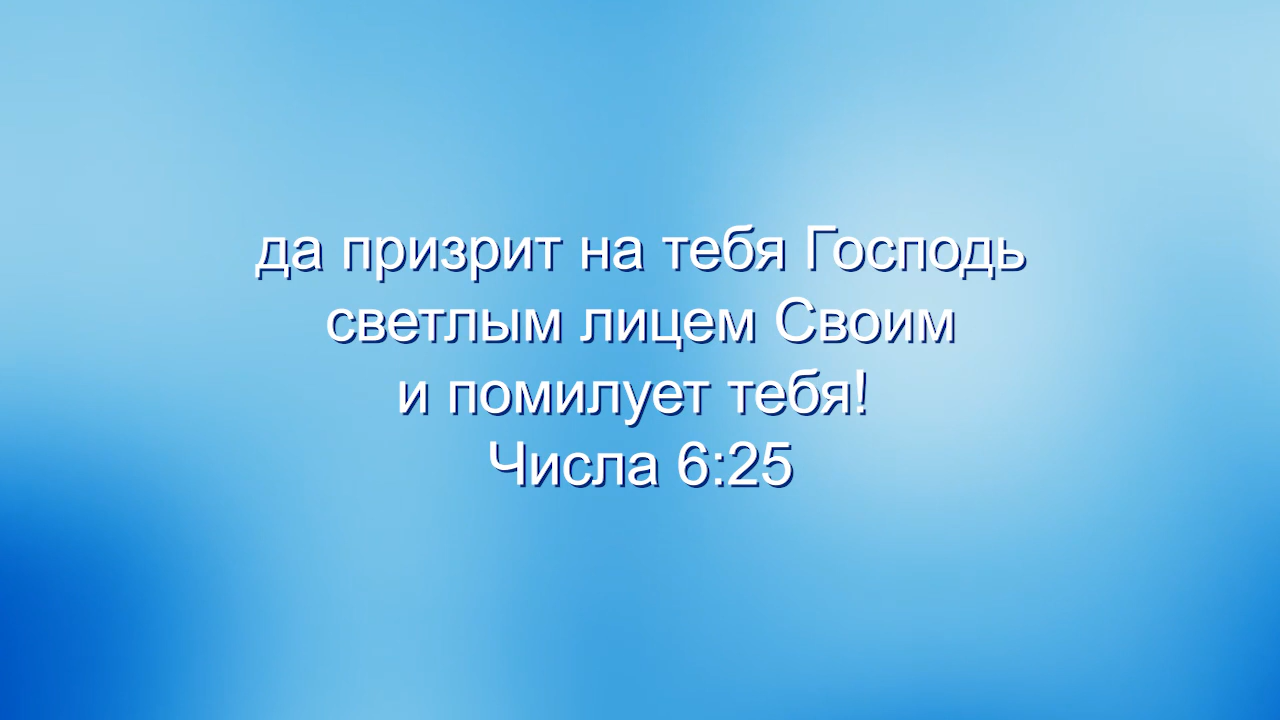 да призрит на тебя Господь
светлым лицем Своим
и помилует тебя!
Числа 6:25